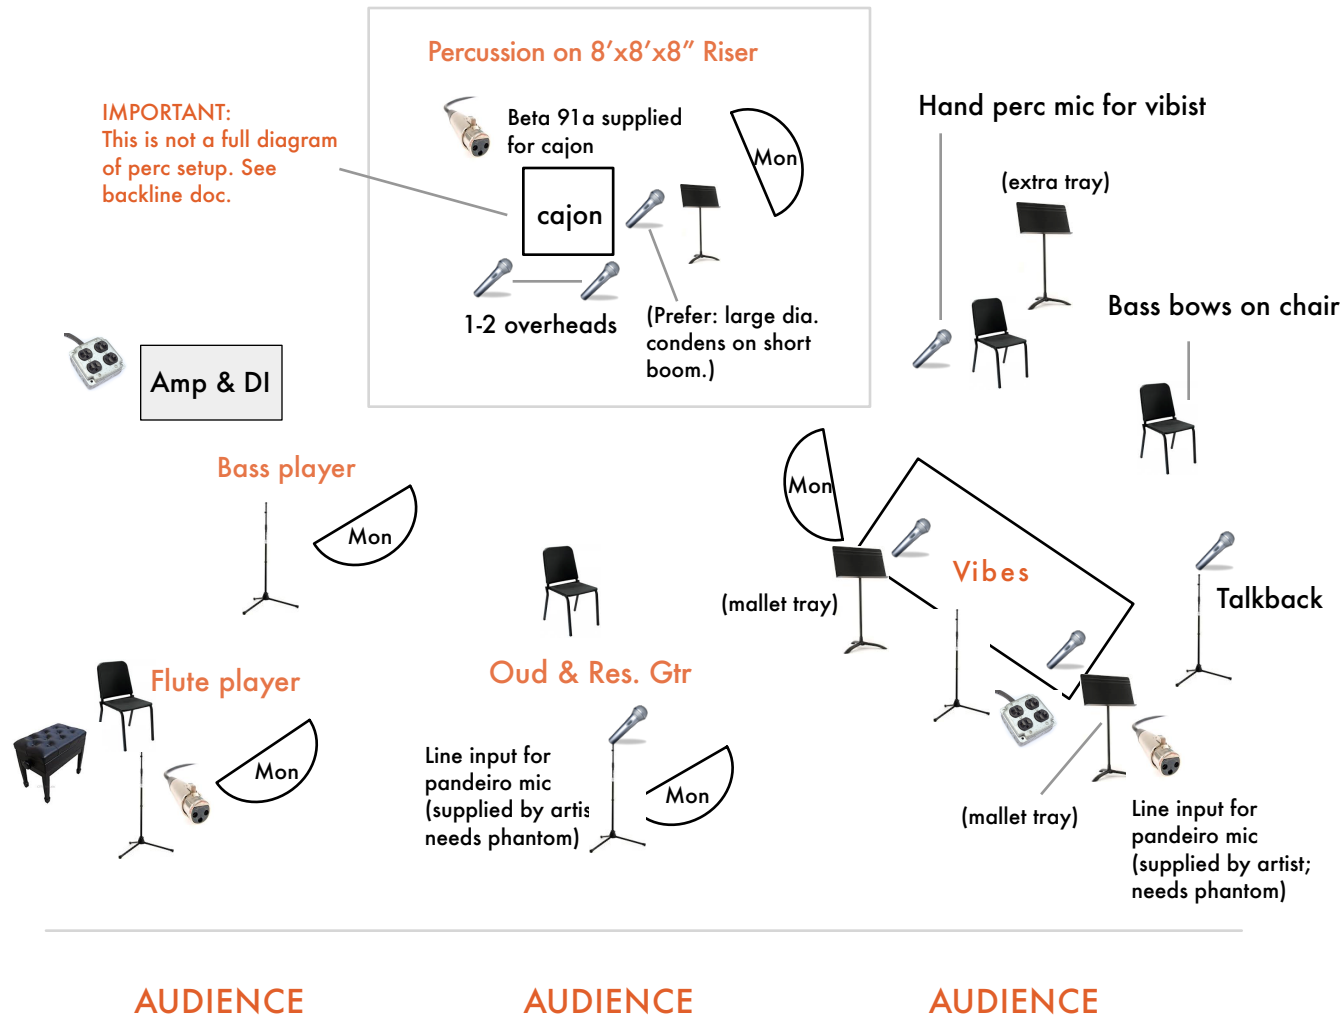 Percussion on 8’x8’x8” Riser
IMPORTANT:
This is not a full diagram
of perc setup. See
backline doc.
Beta 91a supplied
for cajon
Mon
cajon
1-2 overheads
(Prefer: large dia.
condens on short
boom.)
Hand perc mic for vibist
(extra tray)
Bass bows on chair
Amp & DI
Bass player
Mon
Mon
Vibes
(mallet tray)
Talkback
Flute player
Mon
Oud & Res. Gtr
Line input for
pandeiro mic
(supplied by artis
needs phantom)
Mon
(mallet tray)
Line input for
pandeiro mic
(supplied by artist;
needs phantom)
AUDIENCE
AUDIENCE
AUDIENCE